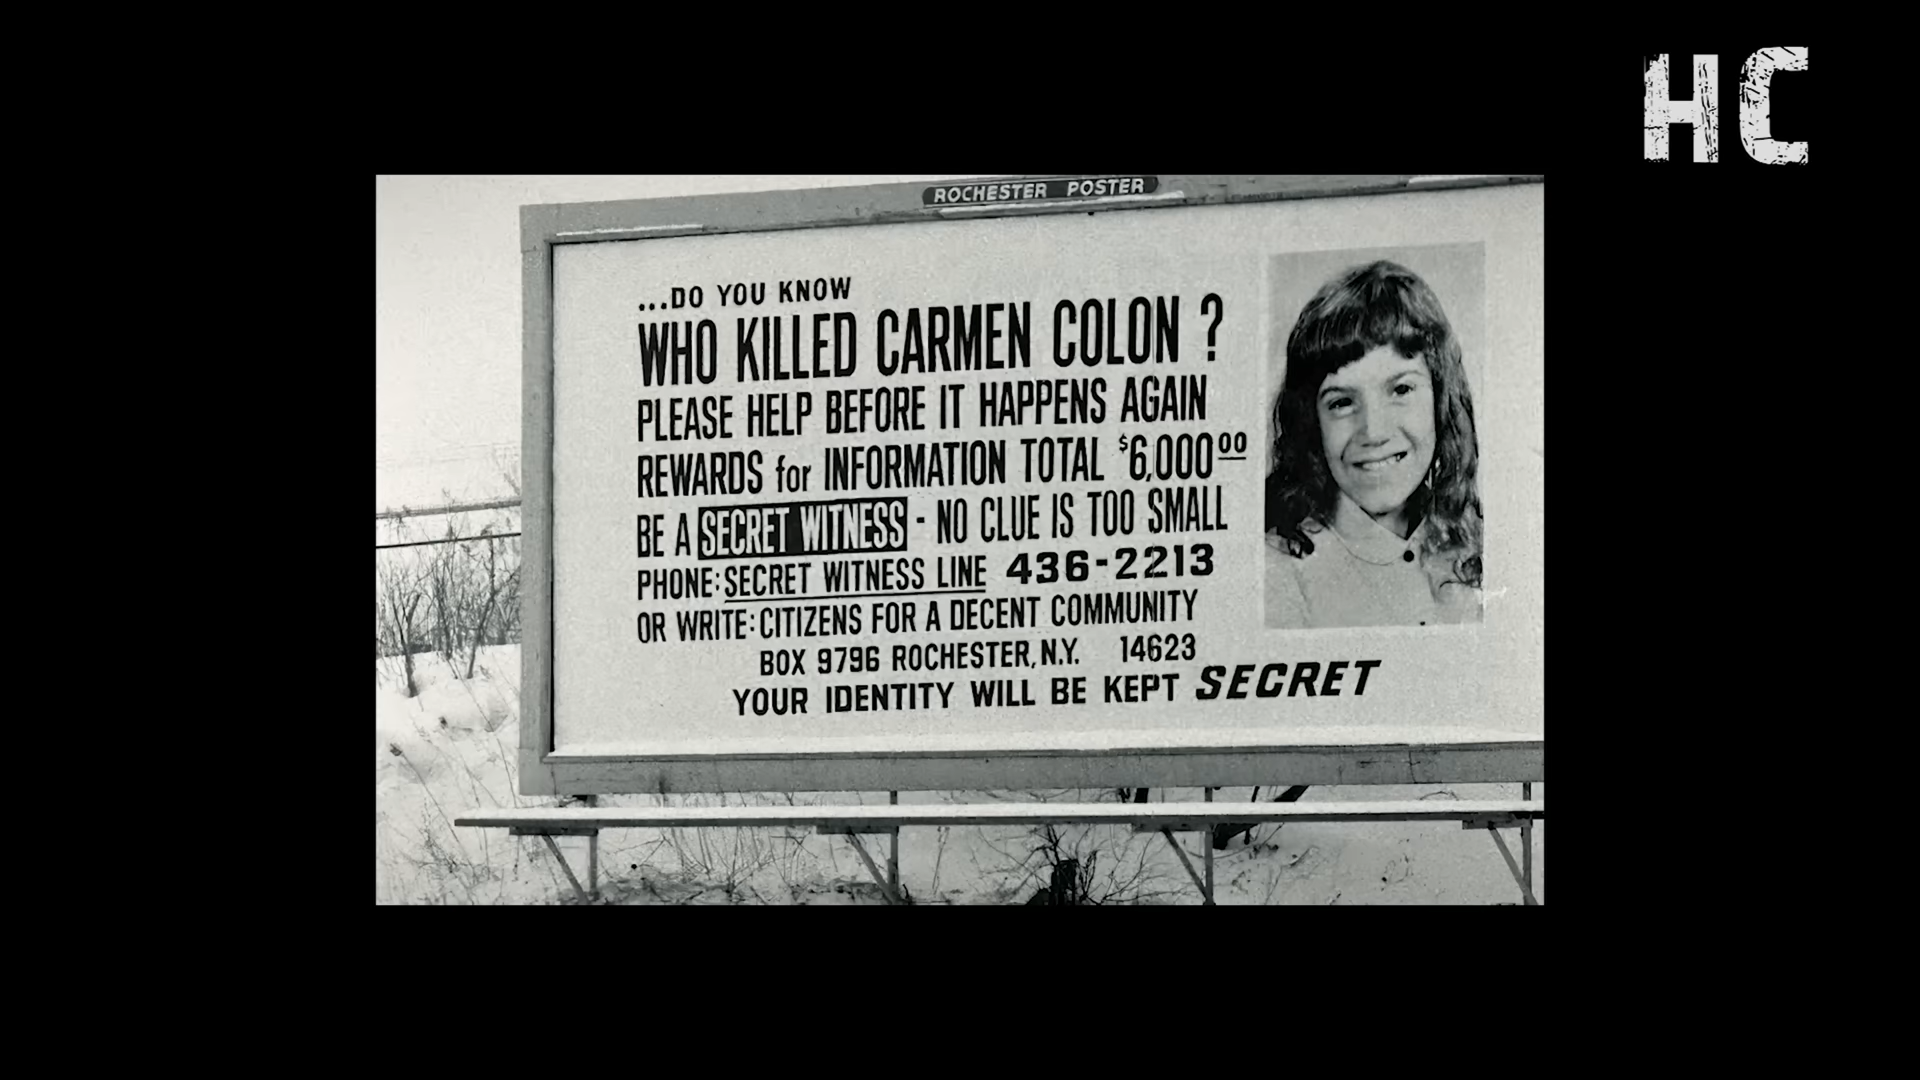 HC
ROCHESTER POSTER
...DO YOU KNOW
WHO KILLED CARMEN COLON ?
PLEASE HELP BEFORE IT HAPPENS AGAIN
REWARDS for INFORMATION TOTAL $6,000 00
BE A SECRET WITNESS - NO CLUE IS TOO SMALL
PHONE: SECRET WITNESS LINE 436-2213
OR WRITE: CITIZENS FOR A DECENT COMMUNITY
BOX 9796 ROCHESTER, N.Y. 14623
YOUR IDENTITY WILL BE KEPT SECRET